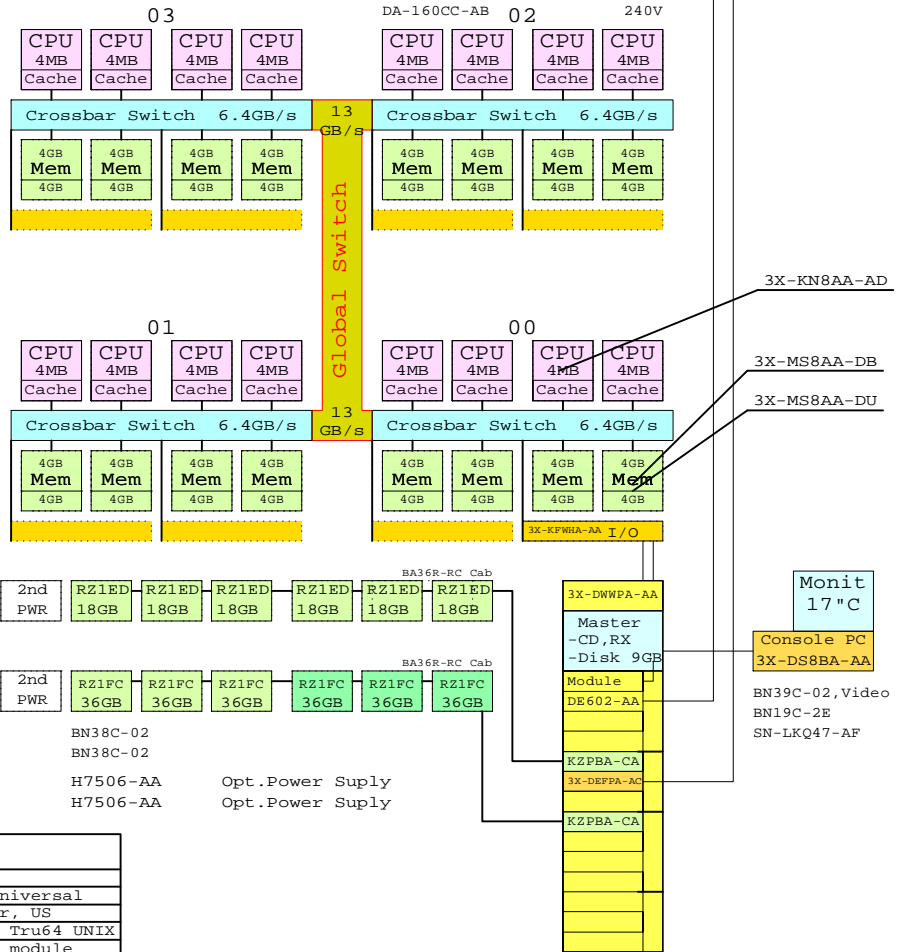 DA-160CC-AB 240V
03 02
CPU CPU CPU CPU CPU CPU CPU CPU
4MB 4MB 4MB 4MB 4MB 4MB 4MB 4MB
Cache Cache Cache Cache Cache Cache Cache Cache
Crossbar Switch 6.4GB/s 13 GB/s Crossbar Switch 6.4GB/s
4GB 4GB 4GB 4GB 4GB 4GB 4GB 4GB
Mem Mem Mem Mem Mem Mem Mem Mem
4GB 4GB 4GB 4GB 4GB 4GB 4GB 4GB
Global Switch
3X-KN8AA-AD
01 00
CPU CPU CPU CPU CPU CPU CPU CPU
4MB 4MB 4MB 4MB 4MB 4MB 4MB 4MB
Cache Cache Cache Cache Cache Cache Cache Cache
3X-MS8AA-DB
3X-MS8AA-DU
Crossbar Switch 6.4GB/s 13 GB/s Crossbar Switch 6.4GB/s
4GB 4GB 4GB 4GB 4GB 4GB 4GB 4GB
Mem Mem Mem Mem Mem Mem Mem Mem
4GB 4GB 4GB 4GB 4GB 4GB 4GB 4GB
3X-KFWHA-AA I/O
BA36R-RC Cab
2nd RZ1ED RZ1ED RZ1ED RZ1ED RZ1ED RZ1ED
PWR 18GB 18GB 18GB 18GB 18GB 18GB
BA36R-RC Cab
2nd RZ1FC RZ1FC RZ1FC RZ1FC RZ1FC RZ1FC
PWR 36GB 36GB 36GB 36GB 36GB 36GB
BN38C-02
BN38C-02
H7506-AA Opt.Power Suply
H7506-AA Opt.Power Suply
3X-DWWPA-AA
Master
-CD,RX
-Disk 9GB
Module
DE602-AA
KZPBA-CA
3X-DEFPA-AC
KZPBA-CA
Monit
17"C
Console PC
3X-DS8BA-AA
BN39C-02,Video
BN19C-2E
SN-LKQ47-AF
niversal
r, US
Tru64 UNIX
module